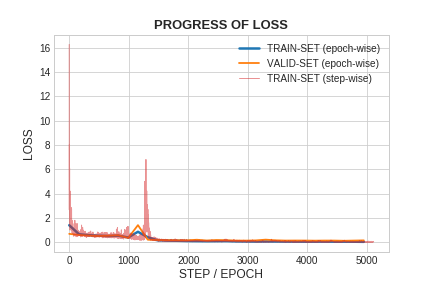 PROGRESS OF LOSS
TRAIN-SET (epoch-wise)
VALID-SET (epoch-wise)
TRAIN-SET (step-wise)
LOSS
16
14
12
10
8
6
4
2
0
0 1000 2000 3000 4000 5000
STEP / EPOCH